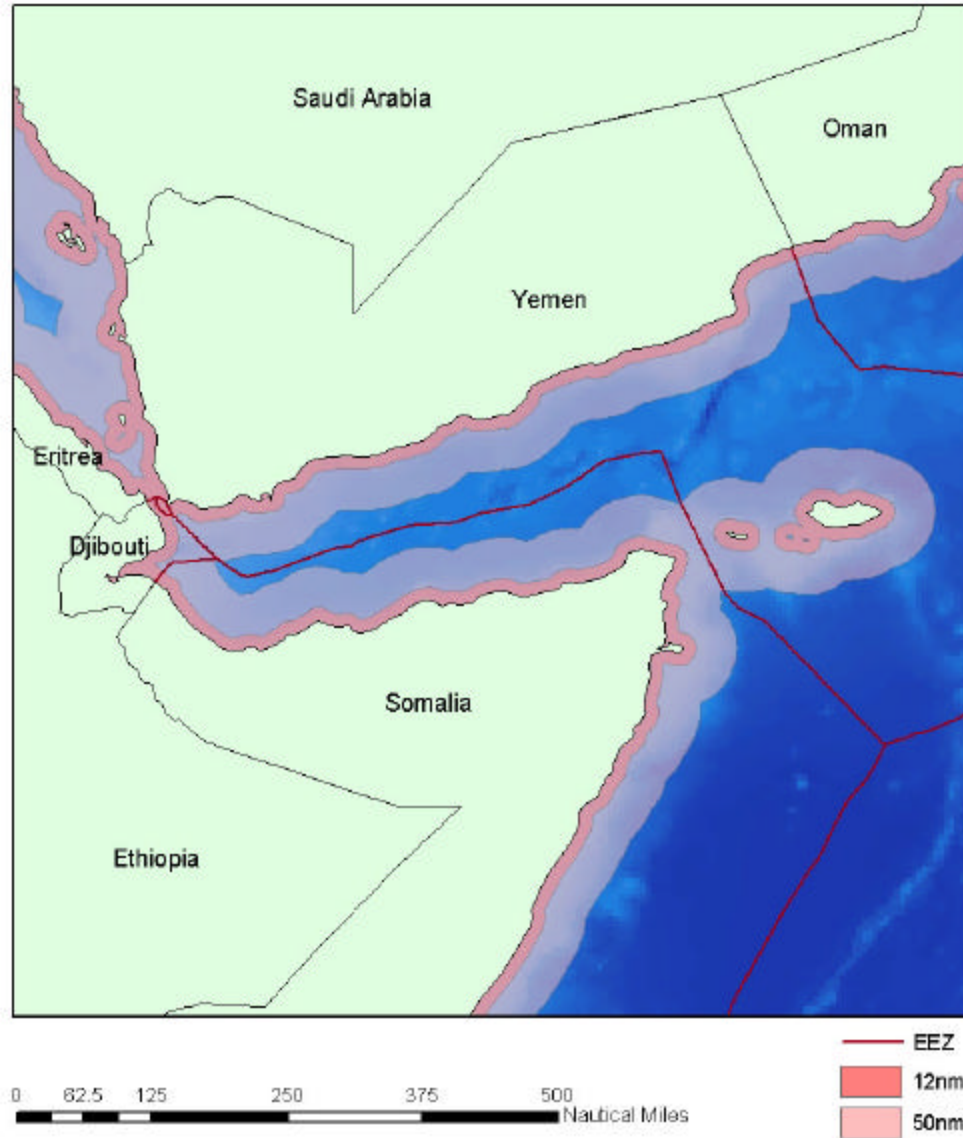 Saudi Arabia
Oman
Yemen
Eritrea
Djibouti
Somalia
Ethiopia
EEZ
0 62.5 125 250 375 500
Nautical Miles
12nm
50nm